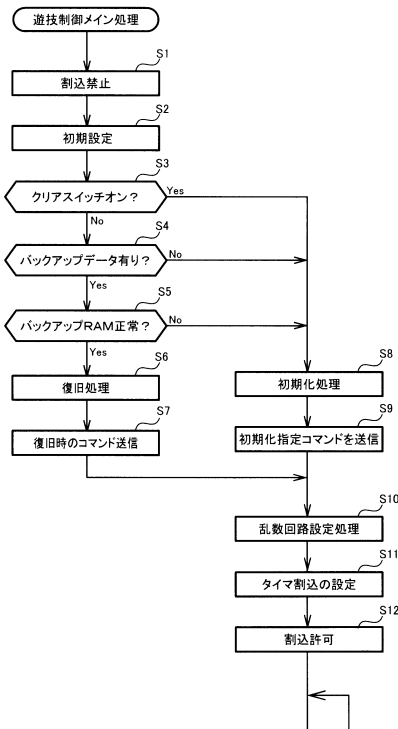 遊技制御メイン処理
S1
割込禁止
S2
初期設定
S3
クリアスイッチオン？
Yes
No
S4
バックアップデータ有り？
No
Yes
S5
バックアップRAM正常？
No
Yes
S6
復旧処理
S7
復旧時のコマンド送信
S8
初期化処理
S9
初期化指定コマンドを送信
S10
乱数回路設定処理
S11
タイマ割込の設定
S12
割込許可